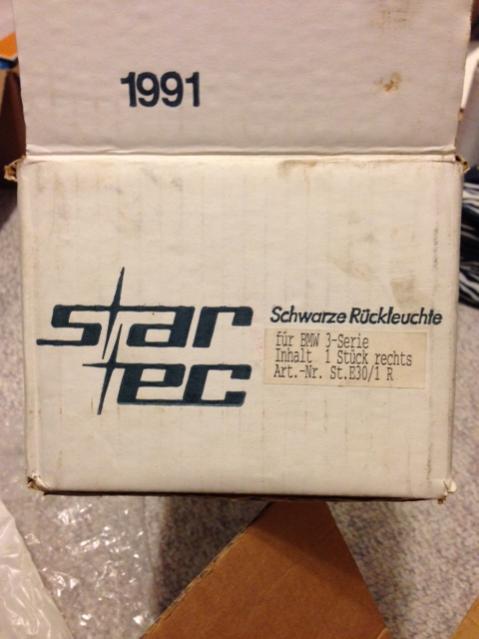 1991
star
tec
Schwarze Rückleuchte
für BMW 3-Serie
Inhalt 1 Stück rechts
Art.-Nr. St.E30/1 R